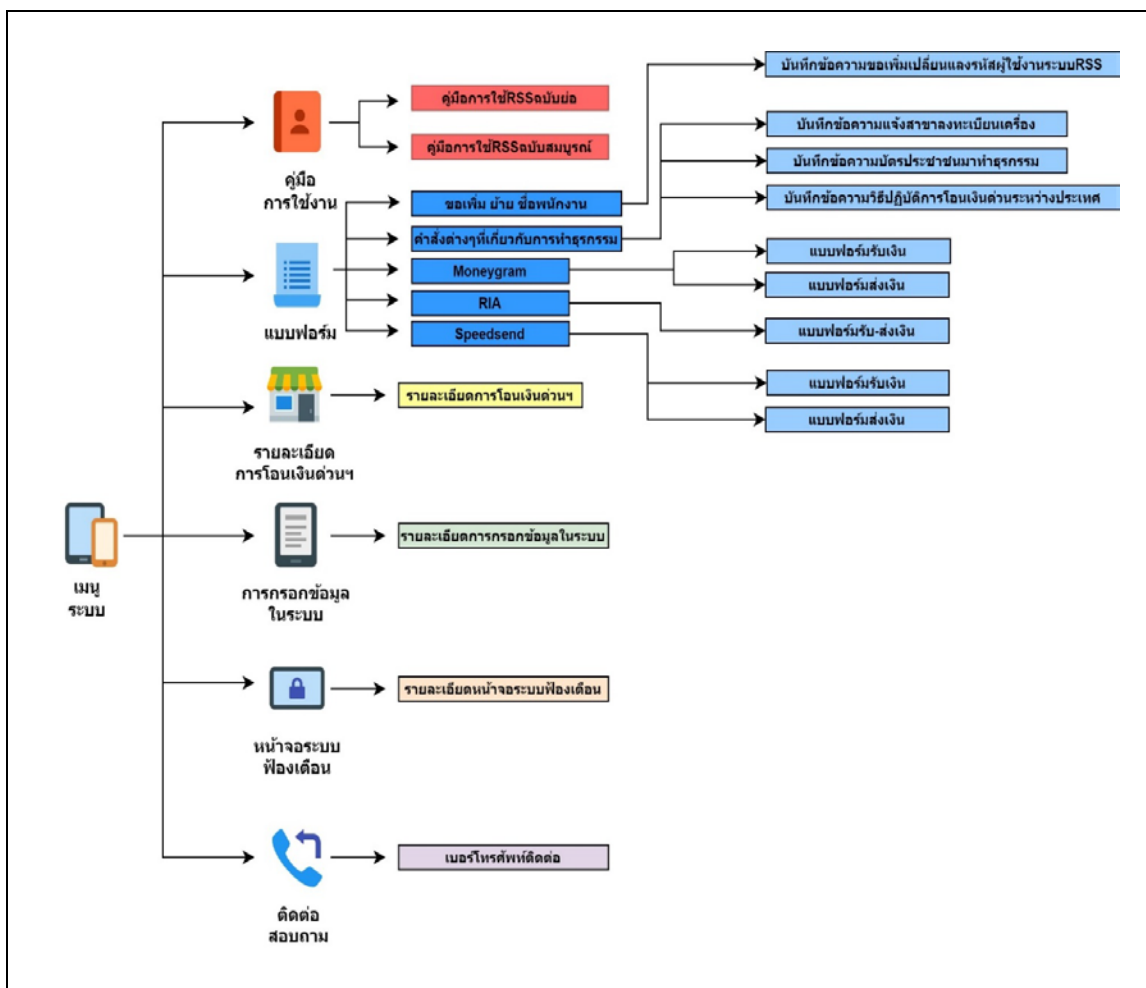 บันทึกข้อความขอเพิ่มเปลี่ยนแลงรหัสผู้ใช้งานระบบRSS
คู่มือการใช้RSSฉบับย่อ
บันทึกข้อความแจ้งสาขาลงทะเบียนเครื่อง
คู่มือการใช้RSSฉบับสมบูรณ์
บันทึกข้อความบัตรประชาชนมาทำธุรกรรม
คู่มือ
การใช้งาน
ขอเพิ่ม ย้าย ชื่อพนักงาน
บันทึกข้อความวิธีปฏิบัติการโอนเงินด่วนระหว่างประเทศ
คำสั่งต่างๆที่เกี่ยวกับการทำธุรกรรม
แบบฟอร์มรับเงิน
Moneygram
แบบฟอร์มส่งเงิน
RIA
แบบฟอร์มรับ-ส่งเงิน
แบบฟอร์ม
Speedsend
แบบฟอร์มรับเงิน
รายละเอียดการโอนเงินด่วนฯ
แบบฟอร์มส่งเงิน
รายละเอียด
การโอนเงินด่วนฯ
รายละเอียดการกรอกข้อมูลในระบบ
เมนู
ระบบ
การกรอกข้อมูล
ในระบบ
รายละเอียดหน้าจอระบบฟ้องเตือน
หน้าจอระบบ
ฟ้องเตือน
เบอร์โทรศัพท์ติดต่อ
ติดต่อ
สอบถาม